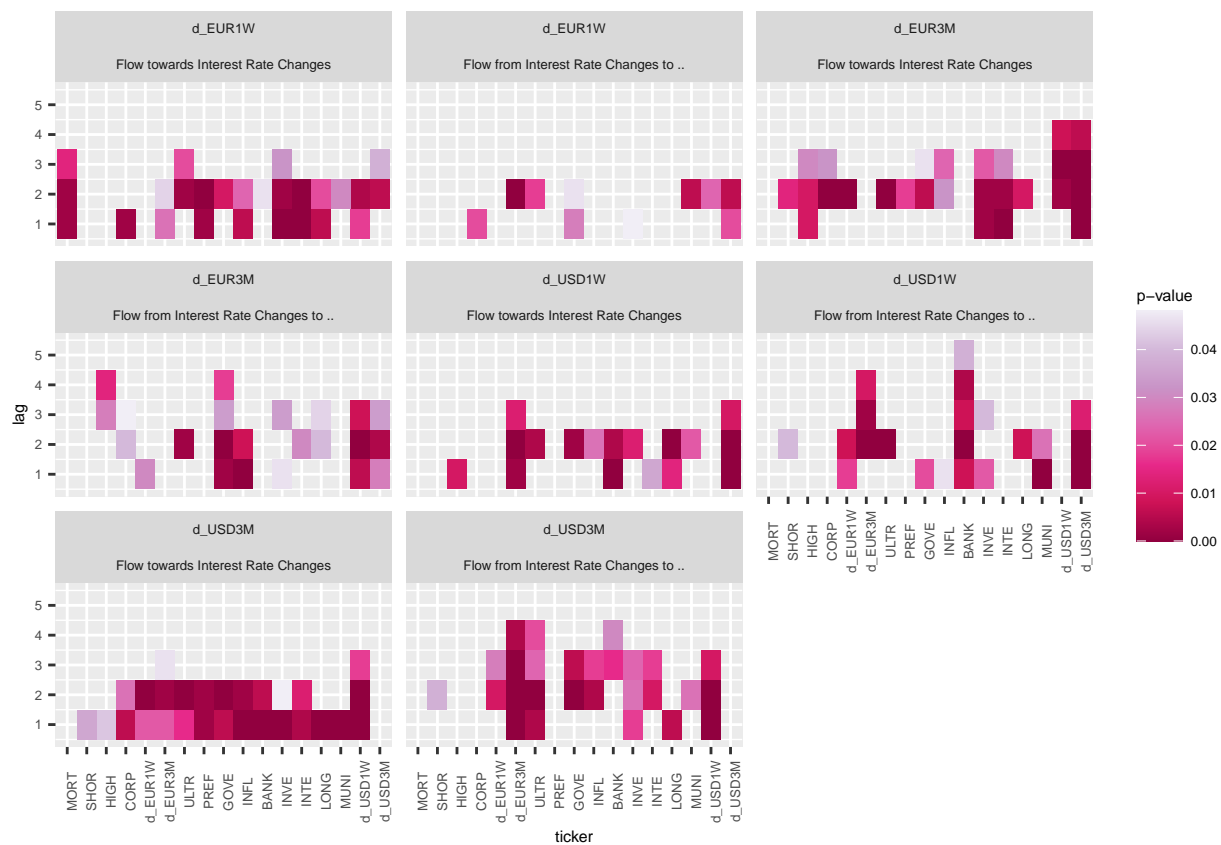 d_EUR1W
Flow towards Interest Rate Changes
d_EUR1W
Flow from Interest Rate Changes to ..
d_EUR3M
Flow towards Interest Rate Changes
5
4
3
2
1
d_EUR3M
Flow from Interest Rate Changes to ..
d_USD1W
Flow towards Interest Rate Changes
d_USD1W
Flow from Interest Rate Changes to ..
5
4
3
2
1
lag
p−value
0.04
0.03
0.02
0.01
0.00
MORT
SHOR
HIGH
CORP
d_EUR1W
d_EUR3M
ULTR
PREF
GOVE
INFL
BANK
INVE
INTE
LONG
MUNI
d_USD1W
d_USD3M
d_USD3M
Flow towards Interest Rate Changes
d_USD3M
Flow from Interest Rate Changes to ..
5
4
3
2
1
MORT
SHOR
HIGH
CORP
d_EUR1W
d_EUR3M
ULTR
PREF
GOVE
INFL
BANK
INVE
INTE
LONG
MUNI
d_USD1W
d_USD3M
MORT
SHOR
HIGH
CORP
d_EUR1W
d_EUR3M
ULTR
PREF
GOVE
INFL
BANK
INVE
INTE
LONG
MUNI
d_USD1W
d_USD3M
ticker